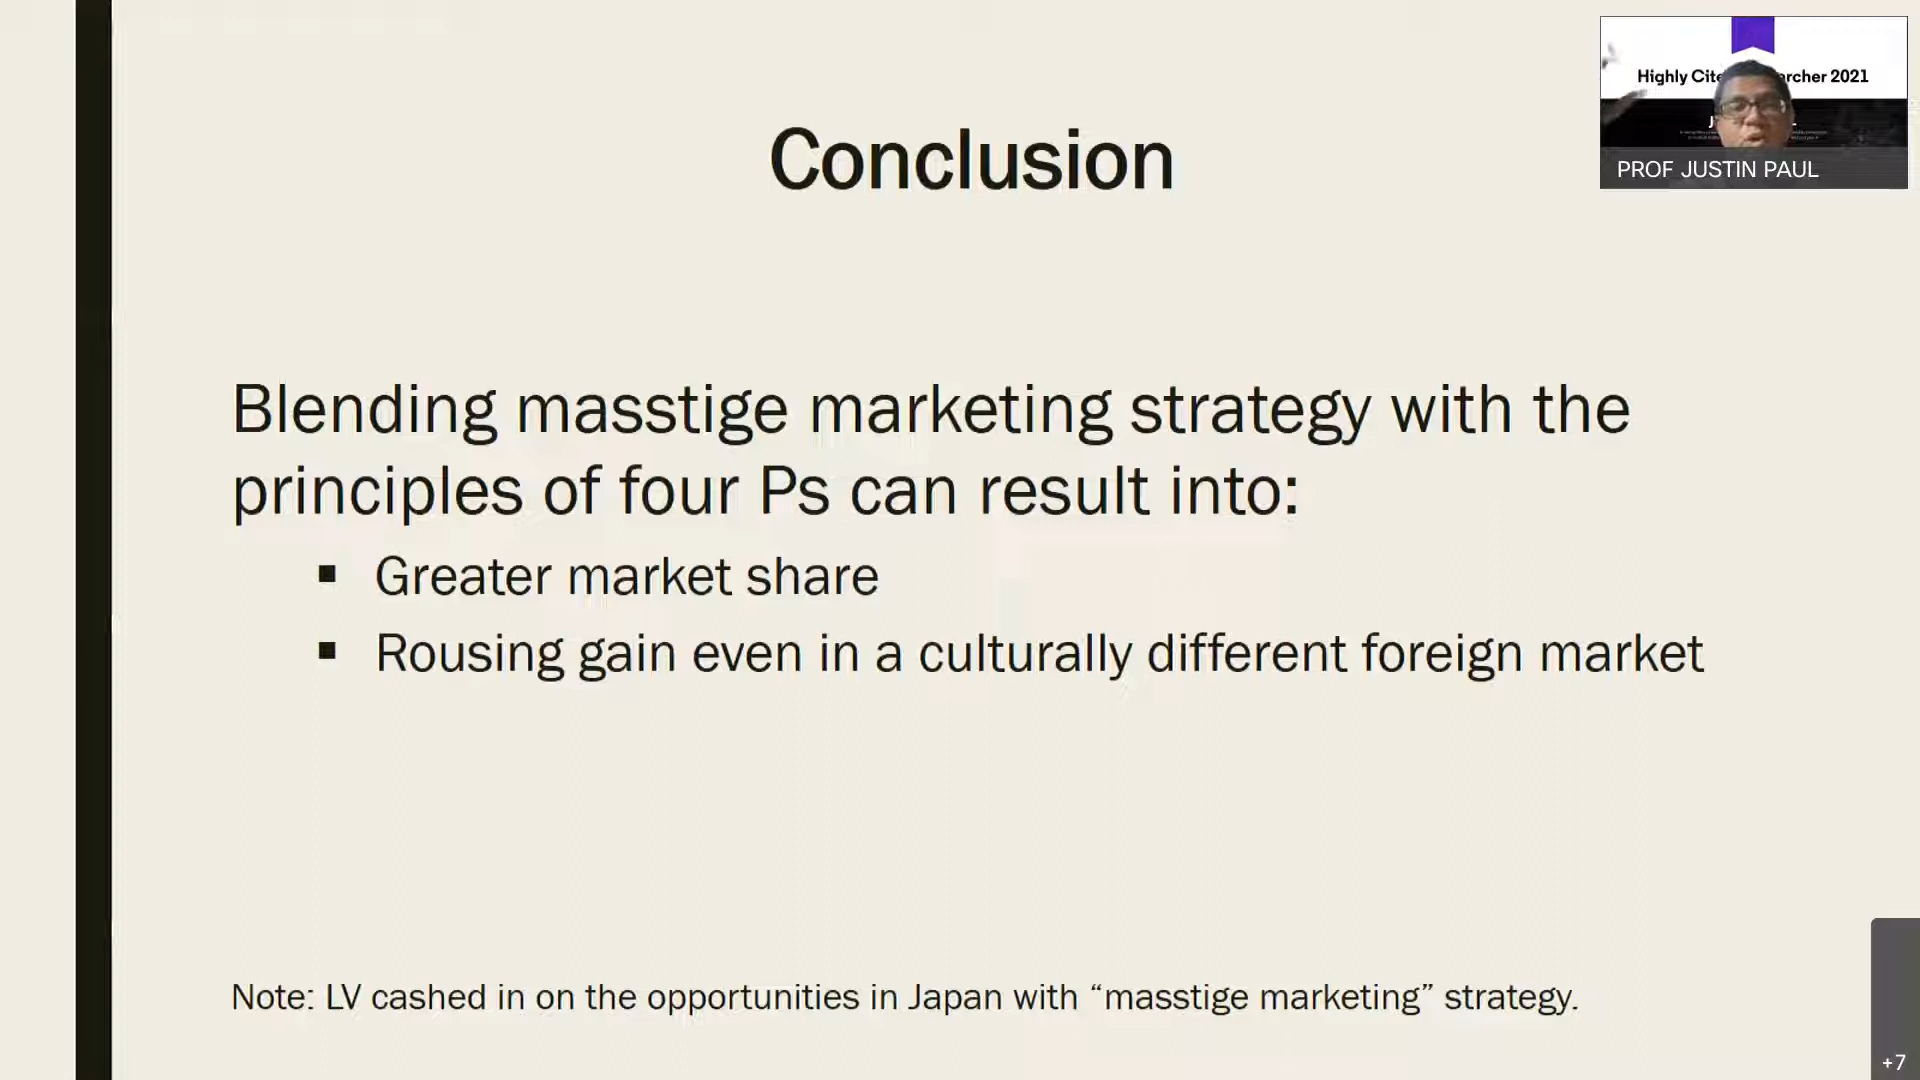 Conclusion
Blending masstige marketing strategy with the
principles of four Ps can result into:
▪ Greater market share
▪ Rousing gain even in a culturally different foreign market
Note: LV cashed in on the opportunities in Japan with “masstige marketing” strategy.
Highly 2021
PROF JUSTIN PAUL
+7